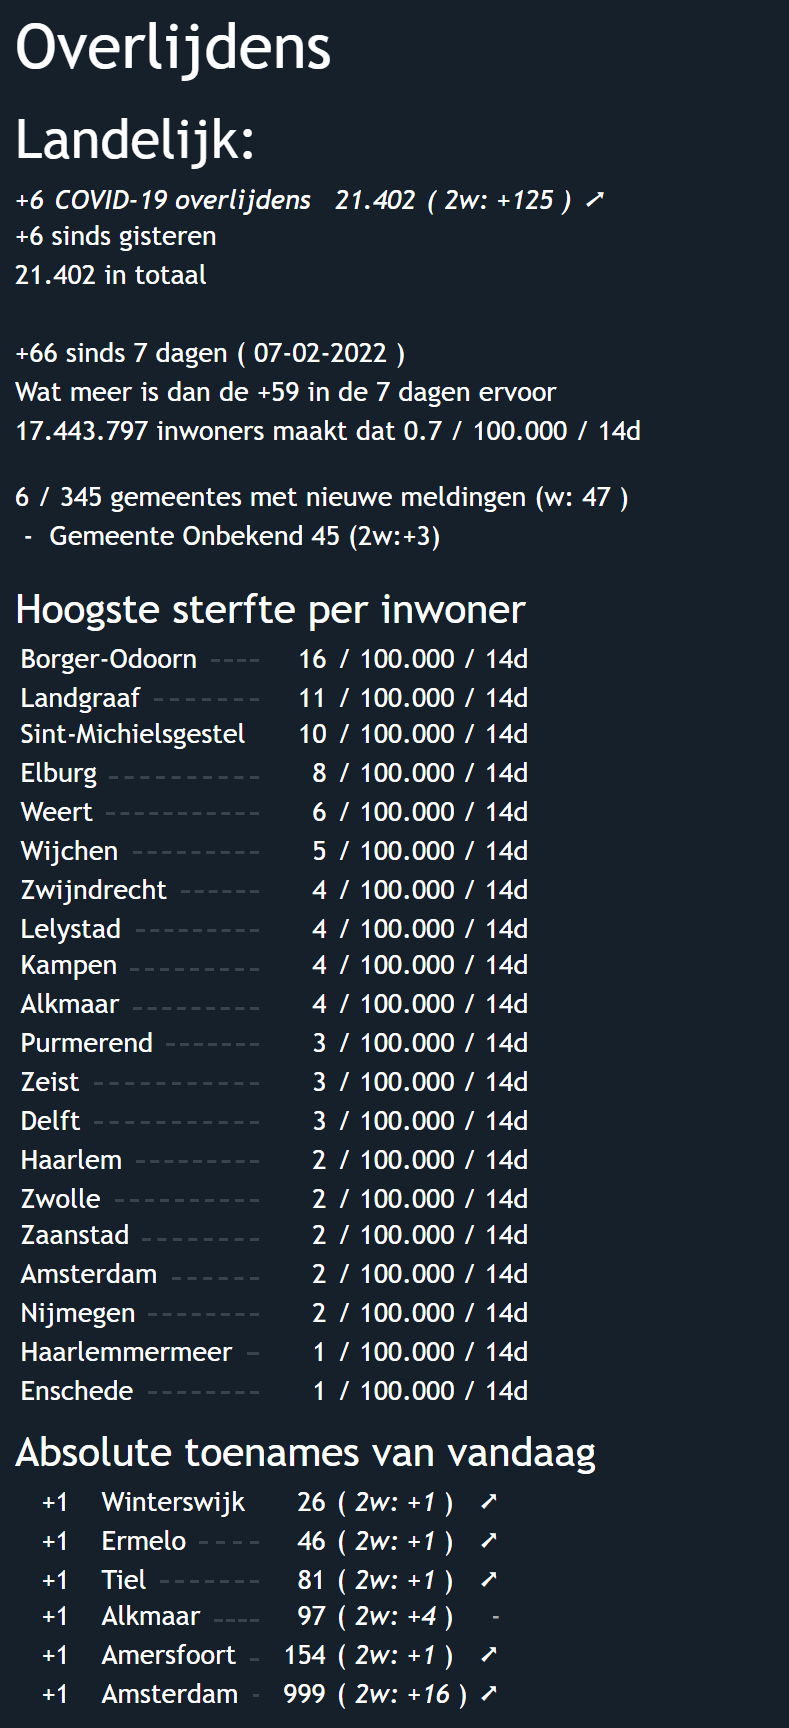 Overlijdens
Landelijk:
+6 COVID-19 overlijdens 21.402 ( 2w: +125 ) ➚
+6 sinds gisteren
21.402 in totaal
+66 sinds 7 dagen ( 07-02-2022 )
Wat meer is dan de +59 in de 7 dagen ervoor
17.443.797 inwoners maakt dat 0.7 / 100.000 / 14d
6 / 345 gemeentes met nieuwe meldingen (w: 47 )
- Gemeente Onbekend 45 (2w:+3)
Hoogste sterfte per inwoner
Borger-Odoorn ---- 16 / 100.000 / 14d
Landgraaf ------- 11 / 100.000 / 14d
Sint-Michielsgestel 10 / 100.000 / 14d
Elburg ---------- 8 / 100.000 / 14d
Weert ---------- 6 / 100.000 / 14d
Wijchen --------- 5 / 100.000 / 14d
Zwijndrecht ------ 4 / 100.000 / 14d
Lelystad --------- 4 / 100.000 / 14d
Kampen --------- 4 / 100.000 / 14d
Alkmaar --------- 4 / 100.000 / 14d
Purmerend ------- 3 / 100.000 / 14d
Zeist ----------- 3 / 100.000 / 14d
Delft ----------- 3 / 100.000 / 14d
Haarlem --------- 2 / 100.000 / 14d
Zwolle ---------- 2 / 100.000 / 14d
Zaanstad -------- 2 / 100.000 / 14d
Amsterdam ------ 2 / 100.000 / 14d
Nijmegen -------- 2 / 100.000 / 14d
Haarlemmermeer - 1 / 100.000 / 14d
Enschede -------- 1 / 100.000 / 14d
Absolute toenames van vandaag
+1 Winterswijk 26 ( 2w: +1 ) ➚
+1 Ermelo ---- 46 ( 2w: +1 ) ➚
+1 Tiel ------- 81 ( 2w: +1 ) ➚
+1 Alkmaar ---- 97 ( 2w: +4 ) -
+1 Amersfoort - 154 ( 2w: +1 ) ➚
+1 Amsterdam - 999 ( 2w: +16 ) ➚